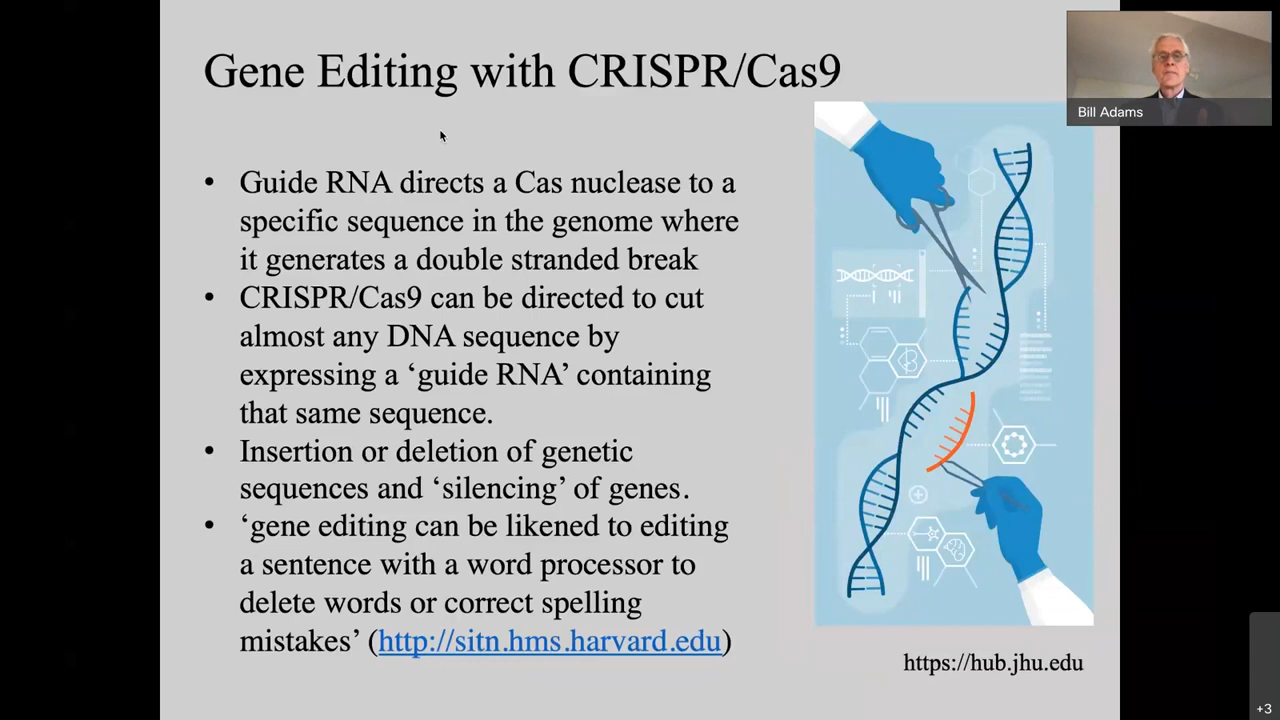 Gene Editing with CRISPR/Cas9
Bill Adams
• Guide RNA directs a Cas nuclease to a
specific sequence in the genome where
it generates a double stranded break
• CRISPR/Cas9 can be directed to cut
almost any DNA sequence by
expressing a ‘guide RNA’ containing
that same sequence.
• Insertion or deletion of genetic
sequences and ‘silencing’ of genes.
• ‘gene editing can be likened to editing
a sentence with a word processor to
delete words or correct spelling
mistakes’ (http://sitn.hms.harvard.edu)
https://hub.jhu.edu
+3